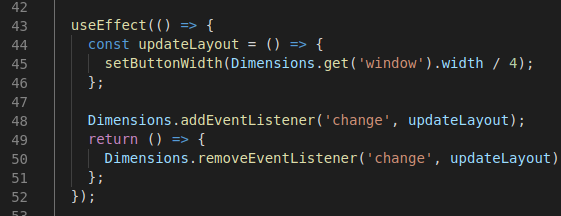 42
43 useEffect(() => {
44 const updateLayout = () => {
45 setButtonWidth(Dimensions.get('window').width / 4);
46 };
47
48 Dimensions.addEventListener('change', updateLayout);
49 return () => {
50 Dimensions.removeEventListener('change', updateLayout)
51 };
52 });
53